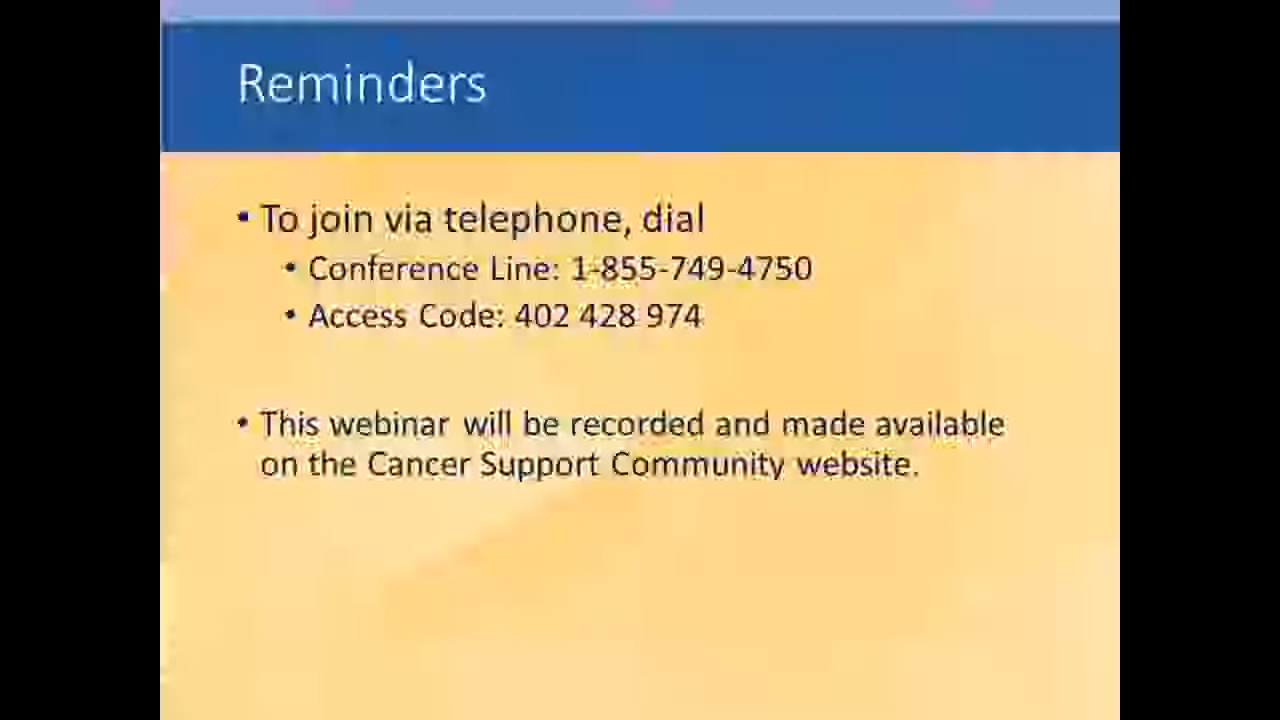 Reminders
• To join via telephone, dial
• Conference Line: 1-855-749-4750
• Access Code: 402 428 974
• This webinar will be recorded and made available
on the Cancer Support Community website.